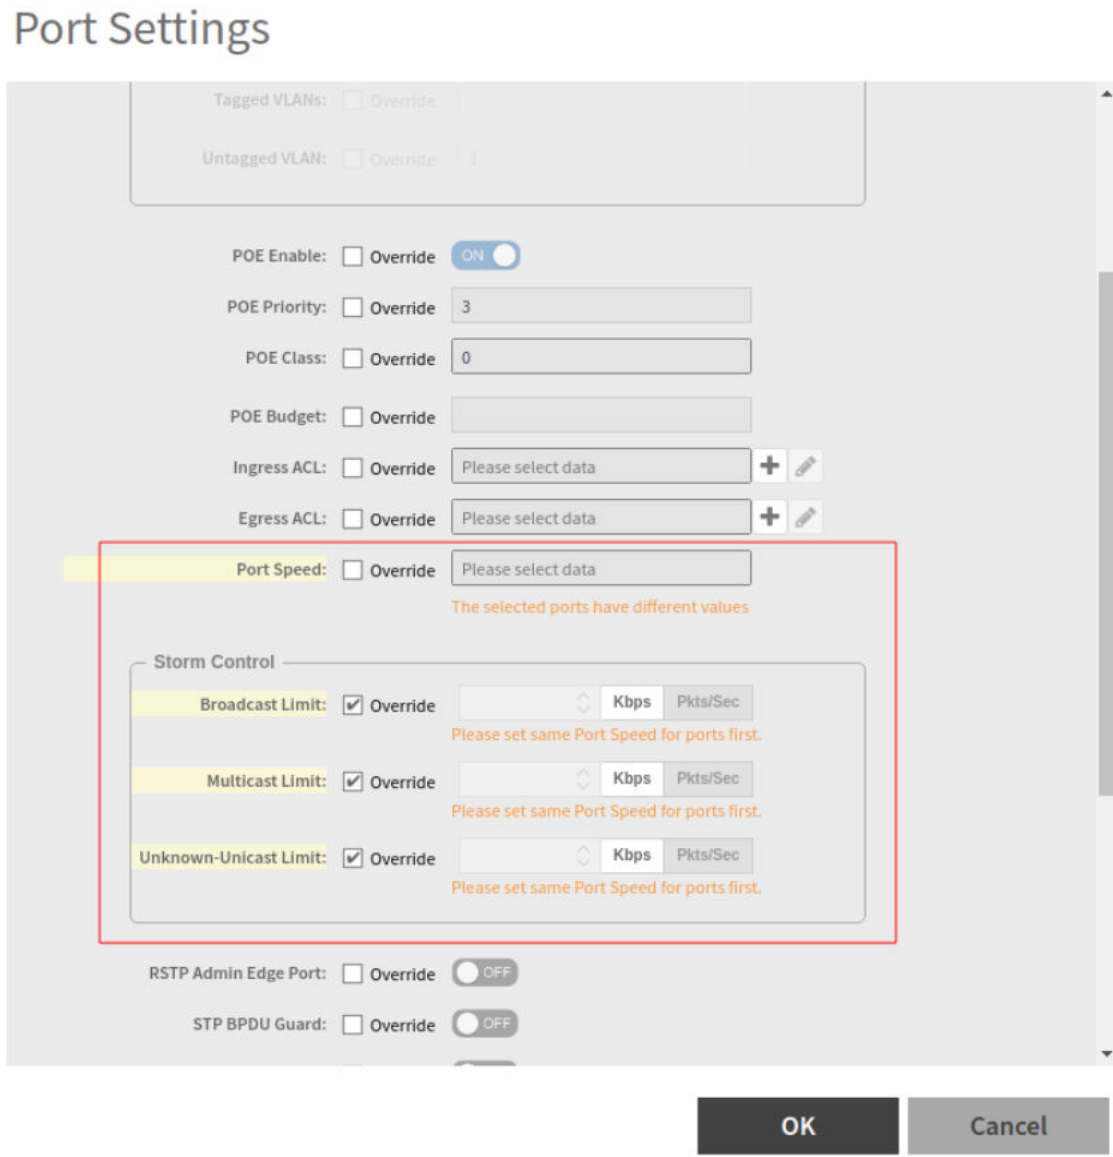 Port Settings
Tagged VLANs: Override
Untagged VLAN: Override 1
POE Enable: Override ON
POE Priority: Override 3
POE Class: Override 0
POE Budget: Override
Ingress ACL: Override Please select data
Egress ACL: Override Please select data
Port Speed: Override Please select data
The selected ports have different values
Storm Control
Broadcast Limit: Override Kbps Pkts/Sec
Please set same Port Speed for ports first.
Multicast Limit: Override Kbps Pkts/Sec
Please set same Port Speed for ports first.
Unknown-Unicast Limit: Override Kbps Pkts/Sec
Please set same Port Speed for ports first.
RSTP Admin Edge Port: Override OFF
STP BPDU Guard: Override OFF
OK Cancel